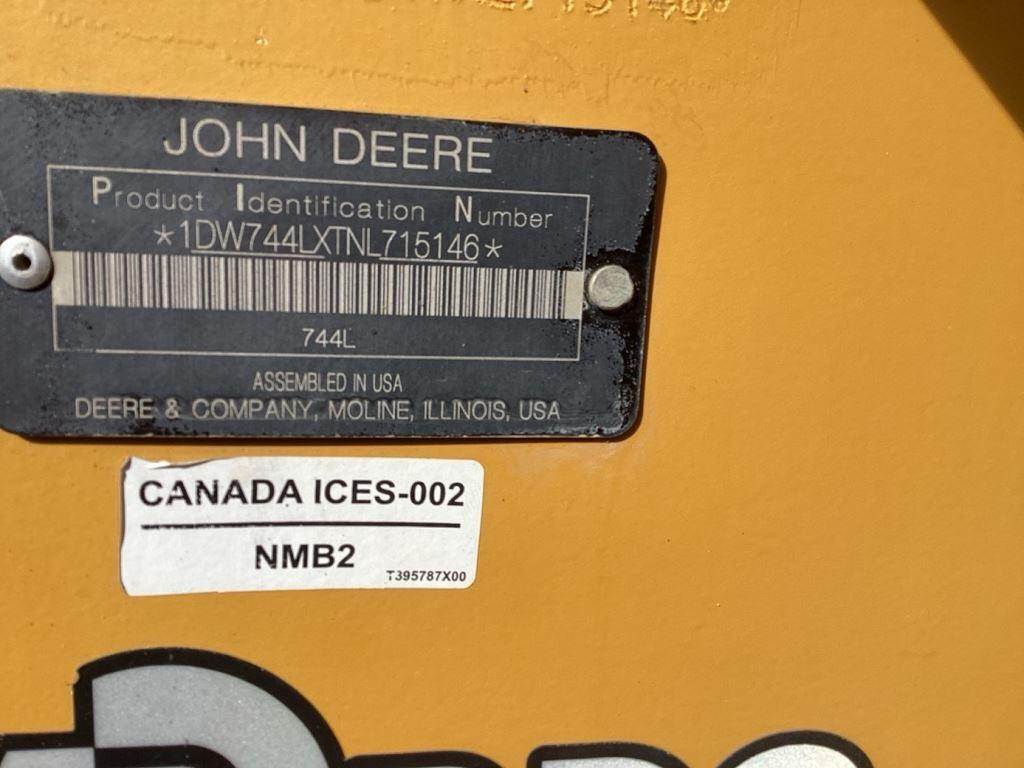 JOHN DEERE
Product Identification Number
*1DW744LXTNL715146*
744L
ASSEMBLED IN USA
DEERE & COMPANY, MOLINE, ILLINOIS, USA
CANADA ICES-002
NMB2
T395787X00